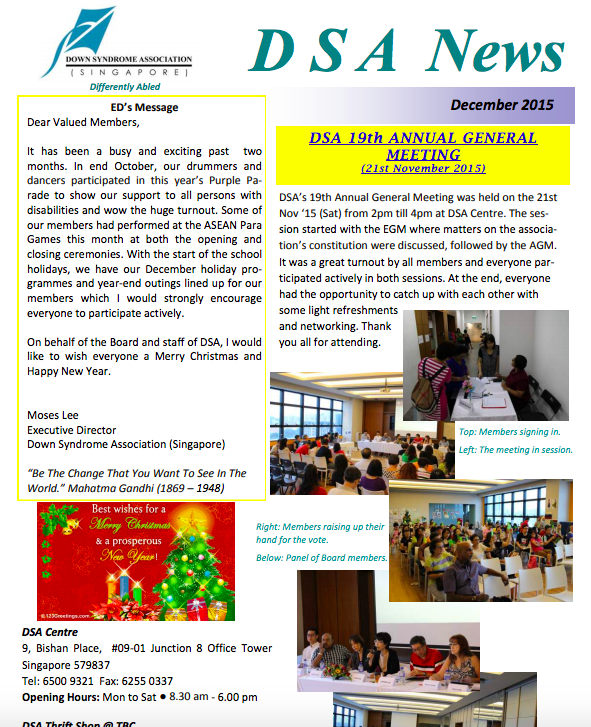 DOWN SYNDROME ASSOCIATION
( S I N G A P O R E )
Differently Abled
D S A News
December 2015
ED's Message
Dear Valued Members,
It has been a busy and exciting past two
months. In end October, our drummers and
dancers participated in this year's Purple Pa-
rade to show our support to all persons with
disabilities and wow the huge turnout. Some of
our members had performed at the ASEAN Para
Games this month at both the opening and
closing ceremonies. With the start of the school
holidays, we have our December holiday pro-
grammes and year-end outings lined up for our
members which I would strongly encourage
everyone to participate actively.
On behalf of the Board and staff of DSA, I would
like to wish everyone a Merry Christmas and
Happy New Year.
Moses Lee
Executive Director
Down Syndrome Association (Singapore)
"Be The Change That You Want To See In The
World." Mahatma Gandhi (1869 – 1948)
Best wishes for a
Merry Christmas
& a prosperous
New Year!
©123Greetings.com
DSA Centre
9, Bishan Place, #09-01 Junction 8 Office Tower
Singapore 579837
Tel: 6500 9321 Fax: 6255 0337
Opening Hours: Mon to Sat ● 8.30 am - 6.00 pm
DSA Thrift Shop @ TBC
DSA 19th ANNUAL GENERAL
MEETING
(21st November 2015)
DSA's 19th Annual General Meeting was held on the 21st
Nov '15 (Sat) from 2pm till 4pm at DSA Centre. The ses-
sion started with the EGM where matters on the associa-
tion's constitution were discussed, followed by the AGM.
It was a great turnout by all members and everyone par-
ticipated actively in both sessions. At the end, everyone
had the opportunity to catch up with each other with
some light refreshments
and networking. Thank
you all for attending.
Top: Members signing in.
Left: The meeting in session.
Right: Members raising up their
hand for the vote.
Below: Panel of Board members.